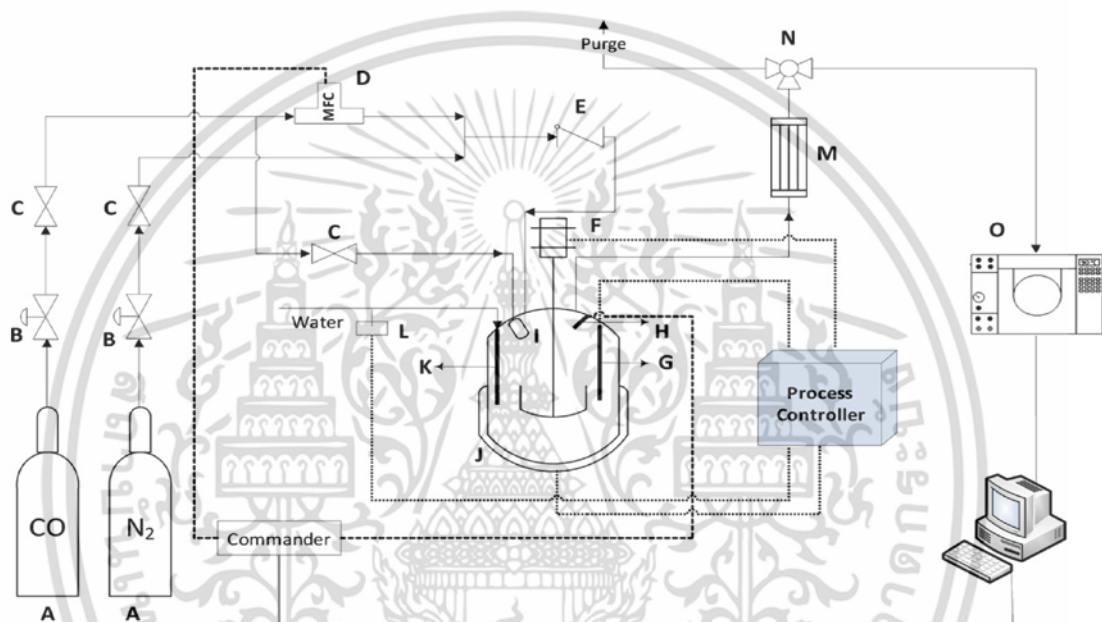 Purge
N
D
MFC
E
M
C
C
F
O
C
Water
L
I
H
B
B
K
G
Process
Controller
J
CO
N₂
Commander
A
A